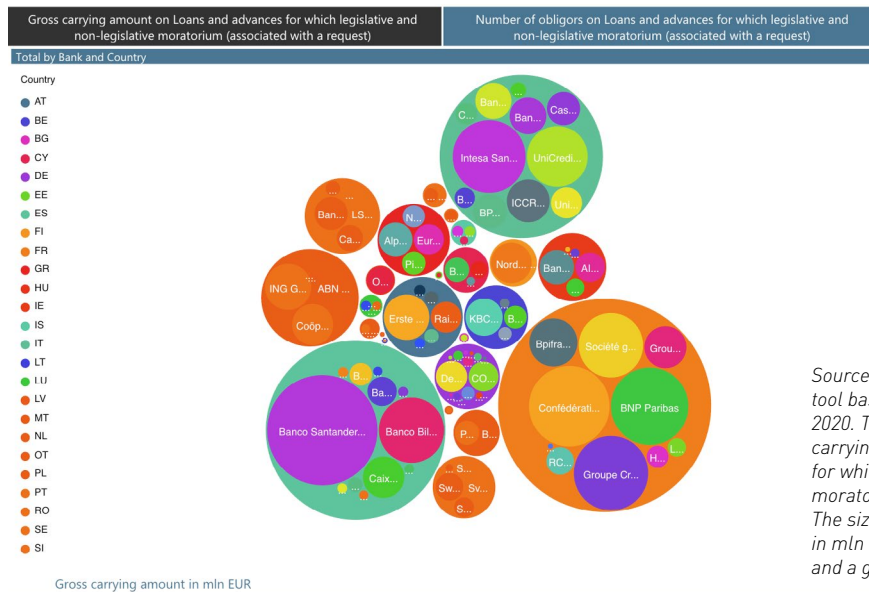 Gross carrying amount on Loans and advances for which legislative and
non-legislative moratorium (associated with a request)
Number of obligors on Loans and advances for which legislative and
non-legislative moratorium (associated with a request)
Total by Bank and Country
Country
AT
BE
BG
CY
DE
EE
ES
FI
FR
GR
HU
IE
IS
IT
LT
LU
LV
MT
NL
OT
PL
PT
RO
SE
SI
...
Ban...
C...
Ban...
Cas...
Intesa San...
UniCredi...
B...
ICCR...
Uni...
BP...
...
...
Ban...
LS...
Ca...
N...
Alp...
Eur...
Pi...
B...
...
Nord...
Ban...
AI...
...
ING G...
ABN ...
Coöp...
O...
Erste ...
Rai...
KBC...
B...
De...
CO...
B...
Ba...
Banco Santander...
Banco Bil...
Caix...
P...
B...
S...
Sw...
Sv...
S...
Bpifra...
Société g...
Grou...
Confédérati...
BNP Paribas
RC...
Groupe Cr...
H...
L...
Source
tool bas
2020. T
carryin
for whi
morato
The siz
in mln
and a g
Gross carrying amount in mln EUR